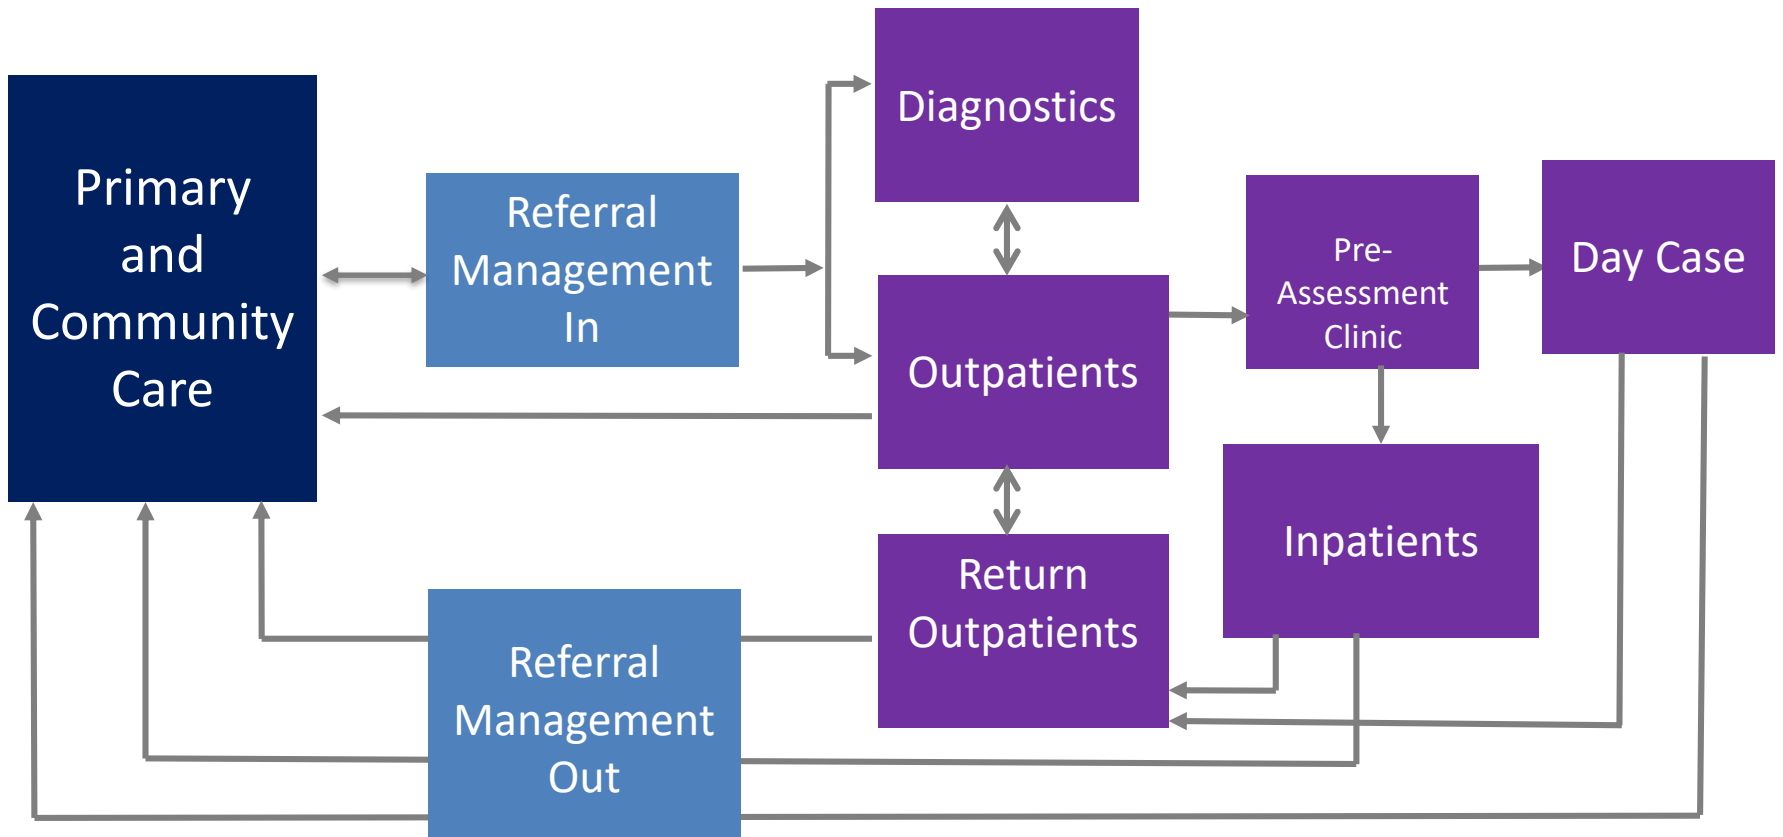 Primary
and
Community
Care
Referral
Management
In
Diagnostics
Outpatients
Pre-
Assessment
Clinic
Day Case
Inpatients
Return
Outpatients
Referral
Management
Out